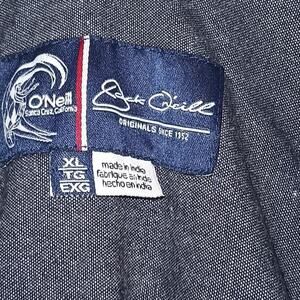 O'Neill
Santa Cruz, California
Jack O'Neill
ORIGINALS SINCE 1952
XL
TG
EXG
made in india
fabriqué en inde
hecho en india